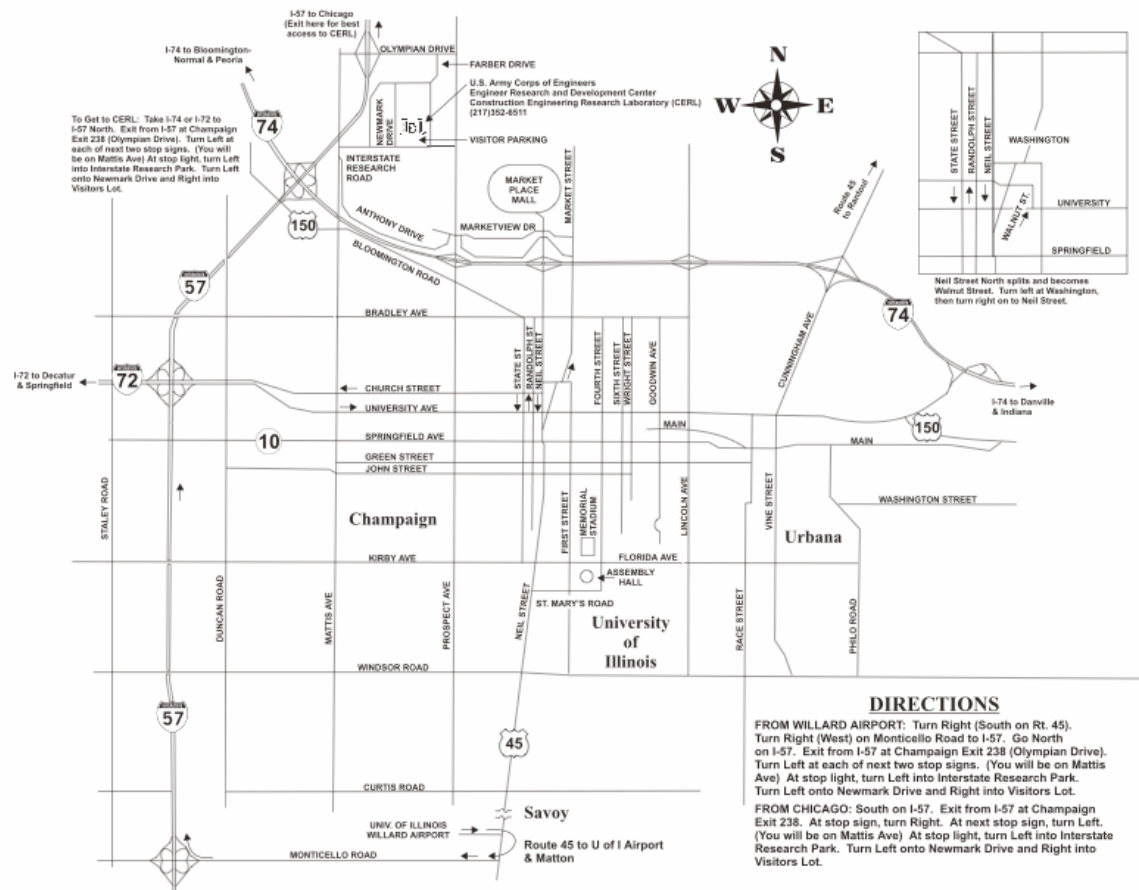 I-57 to Chicago
(Exit here for best
access to CERL)
I-74 to Bloomington-
Normal & Peoria
OLYMPIAN DRIVE
FARBER DRIVE
U.S. Army Corps of Engineers
Engineer Research and Development Center
Construction Engineering Research Laboratory (CERL)
(217)352-6511
NEWMARK
DRIVE
VISITOR PARKING
74
To Get to CERL: Take I-74 or I-72 to
I-57 North. Exit from I-57 at Champaign
Exit 238 (Olympian Drive). Turn Left at
each of next two stop signs. (You will
be on Mattis Ave) At stop light, turn Left
into Interstate Research Park. Turn Left
onto Newmark Drive and Right into
Visitors Lot.
INTERSTATE
RESEARCH
ROAD
MARKET
PLACE
MALL
MARKET STREET
150
ANTHONY DRIVE
MARKETVIEW DR
BLOOMINGTON ROAD
N
W
E
S
Route 45
to Rantoul
STATE STREET
RANDOLPH STREET
NEIL STREET
WASHINGTON
WALNUT ST.
UNIVERSITY
SPRINGFIELD
Neil Street North splits and becomes
Walnut Street. Turn left at Washington,
then turn right on to Neil Street.
57
74
BRADLEY AVE
STATE ST
RANDOLPH ST
NEIL STREET
FOURTH STREET
SIXTH STREET
WRIGHT STREET
GOODWIN AVE
CUNNINGHAM AVE
I-72 to Decatur
& Springfield
72
CHURCH STREET
UNIVERSITY AVE
I-74 to Danville
& Indiana
150
10
SPRINGFIELD AVE
MAIN
MAIN
GREEN STREET
JOHN STREET
STALEY ROAD
Champaign
FIRST STREET
MEMORIAL
STADIUM
LINCOLN AVE
VINE STREET
WASHINGTON STREET
Urbana
KIRBY AVE
FLORIDA AVE
ASSEMBLY
HALL
DUNCAN ROAD
MATTIS AVE
PROSPECT AVE
NEIL STREET
ST. MARY'S ROAD
RACE STREET
PHILO ROAD
University
of
Illinois
WINDSOR ROAD
57
45
CURTIS ROAD
Savoy
UNIV. OF ILLINOIS
WILLARD AIRPORT
Route 45 to U of I Airport
& Matton
MONTICELLO ROAD
DIRECTIONS
FROM WILLARD AIRPORT: Turn Right (South on Rt. 45).
Turn Right (West) on Monticello Road to I-57. Go North
on I-57. Exit from I-57 at Champaign Exit 238 (Olympian Drive).
Turn Left at each of next two stop signs. (You will be on Mattis
Ave) At stop light, turn Left into Interstate Research Park.
Turn Left onto Newmark Drive and Right into Visitors Lot.
FROM CHICAGO: South on I-57. Exit from I-57 at Champaign
Exit 238. At stop sign, turn Right. At next stop sign, turn Left.
(You will be on Mattis Ave) At stop light, turn Left into Interstate
Research Park. Turn Left onto Newmark Drive and Right into
Visitors Lot.